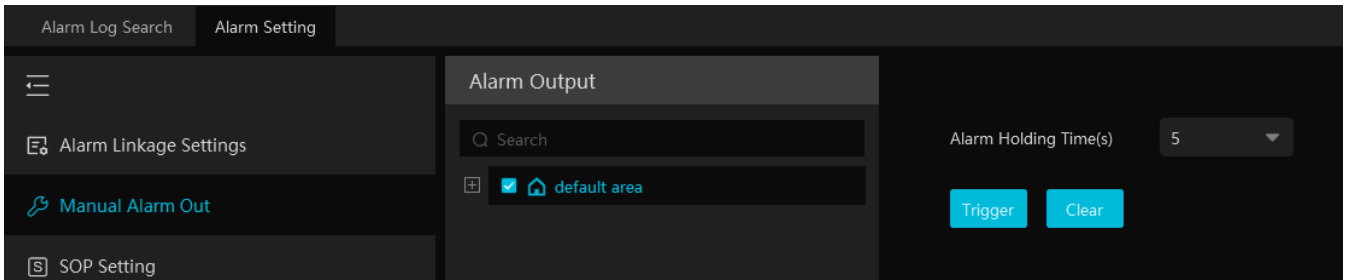 Alarm Log Search
Alarm Setting
Alarm Linkage Settings
Manual Alarm Out
SOP Setting
Alarm Output
Search
default area
Alarm Holding Time(s) 5
Trigger Clear